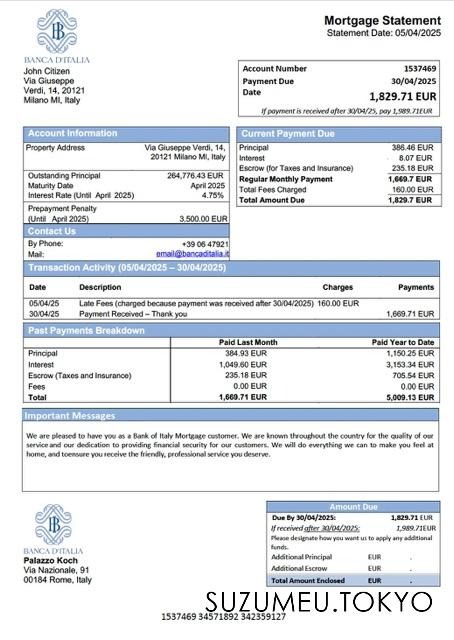 Mortgage Statement
Statement Date: 05/04/2025
BANCA D'ITALIA
John Citizen
Via Giuseppe
Verdi, 14, 20121
Milano MI, Italy
Account Number 1537469
Payment Due 30/04/2025
Date
1,829.71 EUR
If payment is received after 30/04/2025, pay 1,989.71EUR
Account Information
Property Address Via Giuseppe Verdi, 14,
20121 Milano MI, Italy
Outstanding Principal 264,776.43 EUR
Maturity Date April 2025
Interest Rate (Until April 2025) 4.75%
Prepayment Penalty
(Until April 2025) 3,500.00 EUR
Contact Us
By Phone: +39 06 47921
Mail: email@bancaditalia.it
Current Payment Due
Principal 386.46 EUR
Interest 8.07 EUR
Escrow (for Taxes and Insurance) 235.18 EUR
Regular Monthly Payment 1,669.7 EUR
Total Fees Charged 160.00 EUR
Total Amount Due 1,829.7 EUR
Transaction Activity (05/04/2025 – 30/04/2025)
Date Description Charges Payments
05/04/25 Late Fees (charged because payment was received after 30/04/2025) 160.00 EUR
30/04/25 Payment Received – Thank you 1,669.71 EUR
Past Payments Breakdown
Paid Last Month Paid Year to Date
Principal 384.93 EUR 1,150.25 EUR
Interest 1,049.60 EUR 3,153.34 EUR
Escrow (Taxes and Insurance) 235.18 EUR 705.54 EUR
Fees 0.00 EUR 0.00 EUR
Total 1,669.71 EUR 5,009.13 EUR
Important Messages
We are pleased to have you as a Bank of Italy Mortgage customer. We are known throughout the country for the quality of our
service and our dedication to providing financial security for our customers. We will do everything we can to make you feel at
home, and toensure you receive the friendly, professional service you deserve.
BANCA D'ITALIA
Palazzo Koch
Via Nazionale, 91
00184 Rome, Italy
Amount Due
Due By 30/04/2025: 1,829.71 EUR
If received after 30/04/2025: 1,989.71EUR
Please designate how you want us to apply any additional
funds.
Additional Principal EUR .
Additional Escrow EUR .
Total Amount Enclosed EUR .
SUZUMEU.TOKYO
1537469 34571892 342359127